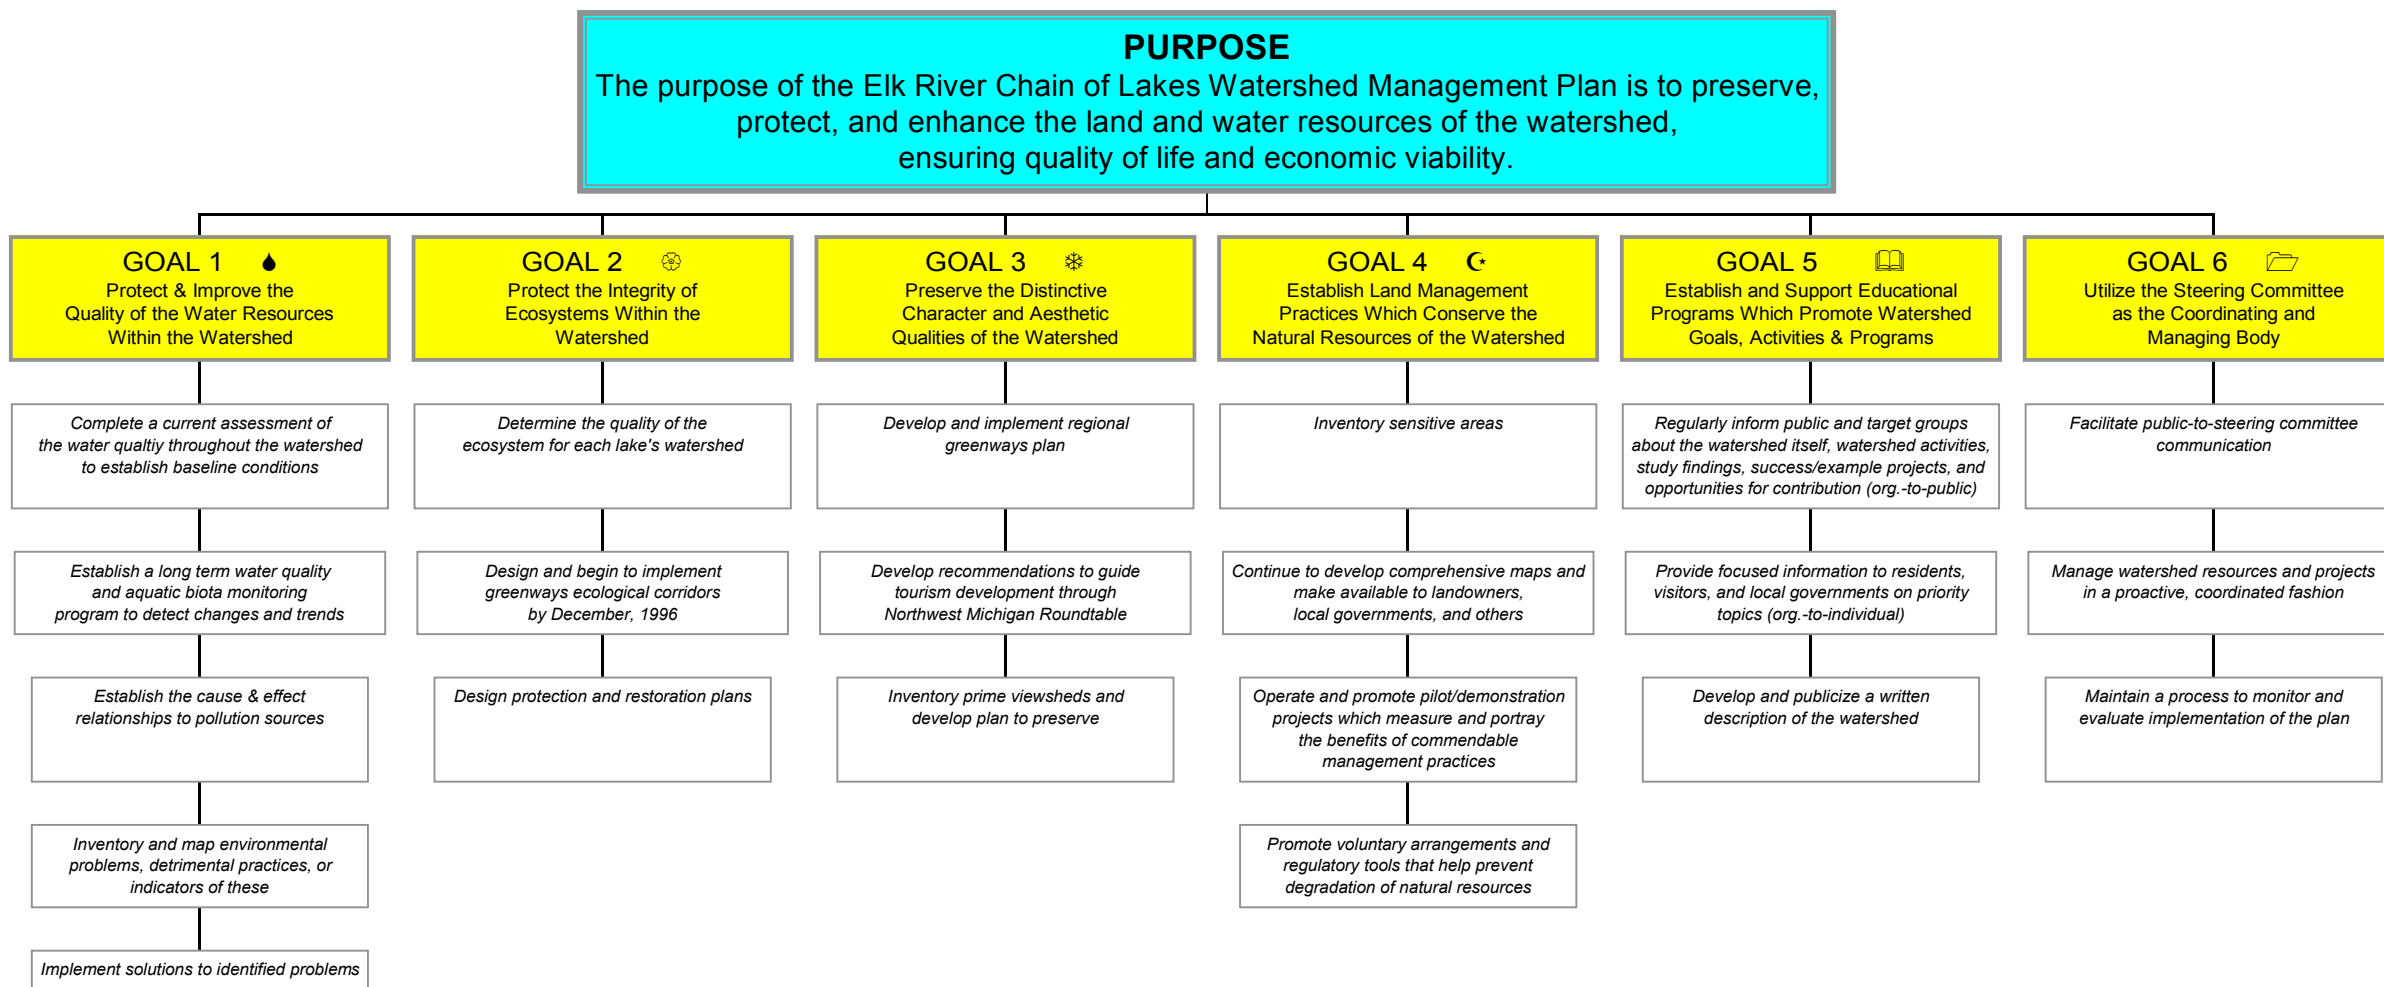 PURPOSE
The purpose of the Elk River Chain of Lakes Watershed Management Plan is to preserve,
protect, and enhance the land and water resources of the watershed,
ensuring quality of life and economic viability.
GOAL 1
Protect & Improve the
Quality of the Water Resources
Within the Watershed
Complete a current assessment of
the water qualtiy throughout the watershed
to establish baseline conditions
Establish a long term water quality
and aquatic biota monitoring
program to detect changes and trends
Establish the cause & effect
relationships to pollution sources
Inventory and map environmental
problems, detrimental practices, or
indicators of these
Implement solutions to identified problems
GOAL 2
Protect the Integrity of
Ecosystems Within the
Watershed
Determine the quality of the
ecosystem for each lake's watershed
Design and begin to implement
greenways ecological corridors
by December, 1996
Design protection and restoration plans
GOAL 3
Preserve the Distinctive
Character and Aesthetic
Qualities of the Watershed
Develop and implement regional
greenways plan
Develop recommendations to guide
tourism development through
Northwest Michigan Roundtable
Inventory prime viewsheds and
develop plan to preserve
GOAL 4
Establish Land Management
Practices Which Conserve the
Natural Resources of the Watershed
Inventory sensitive areas
Continue to develop comprehensive maps and
make available to landowners,
local governments, and others
Operate and promote pilot/demonstration
projects which measure and portray
the benefits of commendable
management practices
Promote voluntary arrangements and
regulatory tools that help prevent
degradation of natural resources
GOAL 5
Establish and Support Educational
Programs Which Promote Watershed
Goals, Activities & Programs
Regularly inform public and target groups
about the watershed itself, watershed activities,
study findings, success/example projects, and
opportunities for contribution (org.-to-public)
Provide focused information to residents,
visitors, and local governments on priority
topics (org.-to-individual)
Develop and publicize a written
description of the watershed
GOAL 6
Utilize the Steering Committee
as the Coordinating and
Managing Body
Facilitate public-to-steering committee
communication
Manage watershed resources and projects
in a proactive, coordinated fashion
Maintain a process to monitor and
evaluate implementation of the plan